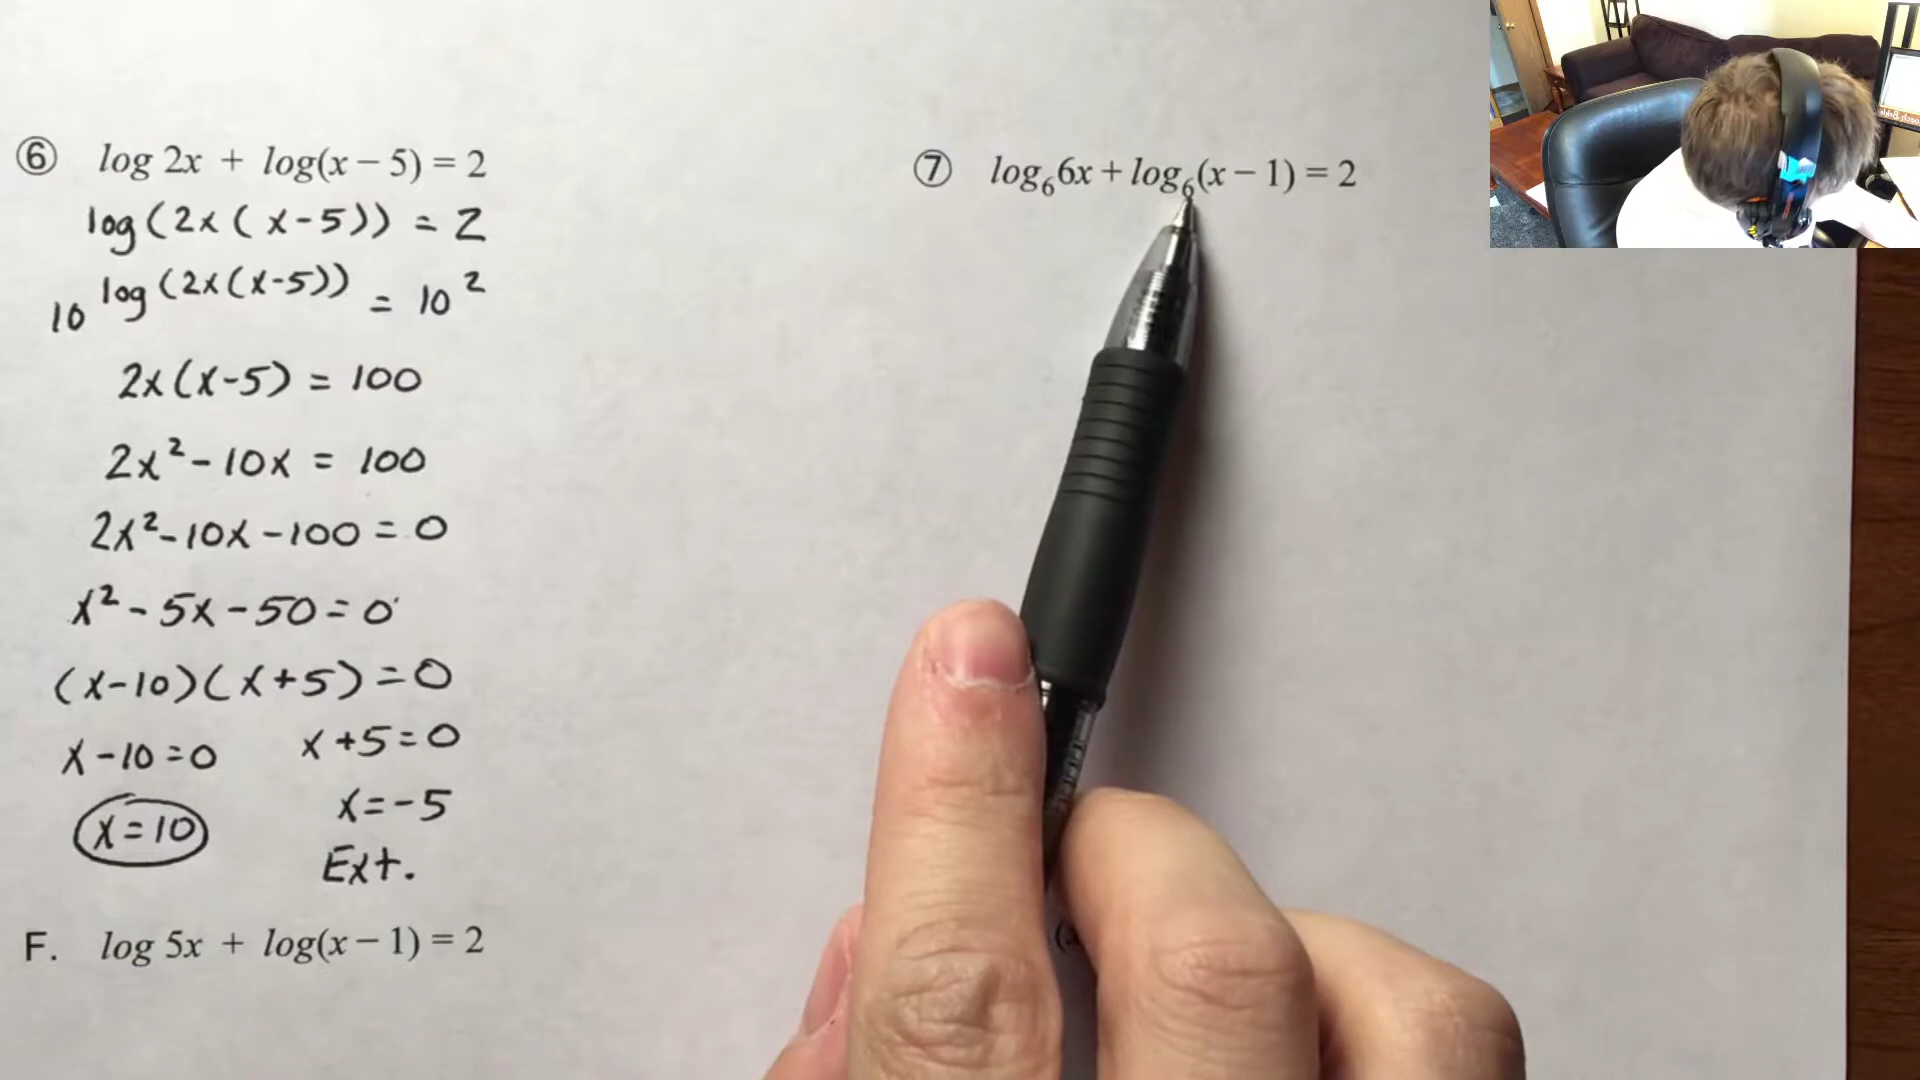 ⑥ log 2x + log(x − 5) = 2
log(2x(x-5)) = 2
10^log(2x(x-5)) = 10^2
2x(x-5) = 100
2x² - 10x = 100
2x² - 10x - 100 = 0
x² - 5x - 50 = 0
(x-10)(x+5) = 0
x - 10 = 0 x + 5 = 0
x = 10 x = -5
Ext.
F. log 5x + log(x − 1) = 2
⑦ log₆6x + log₆(x − 1) = 2